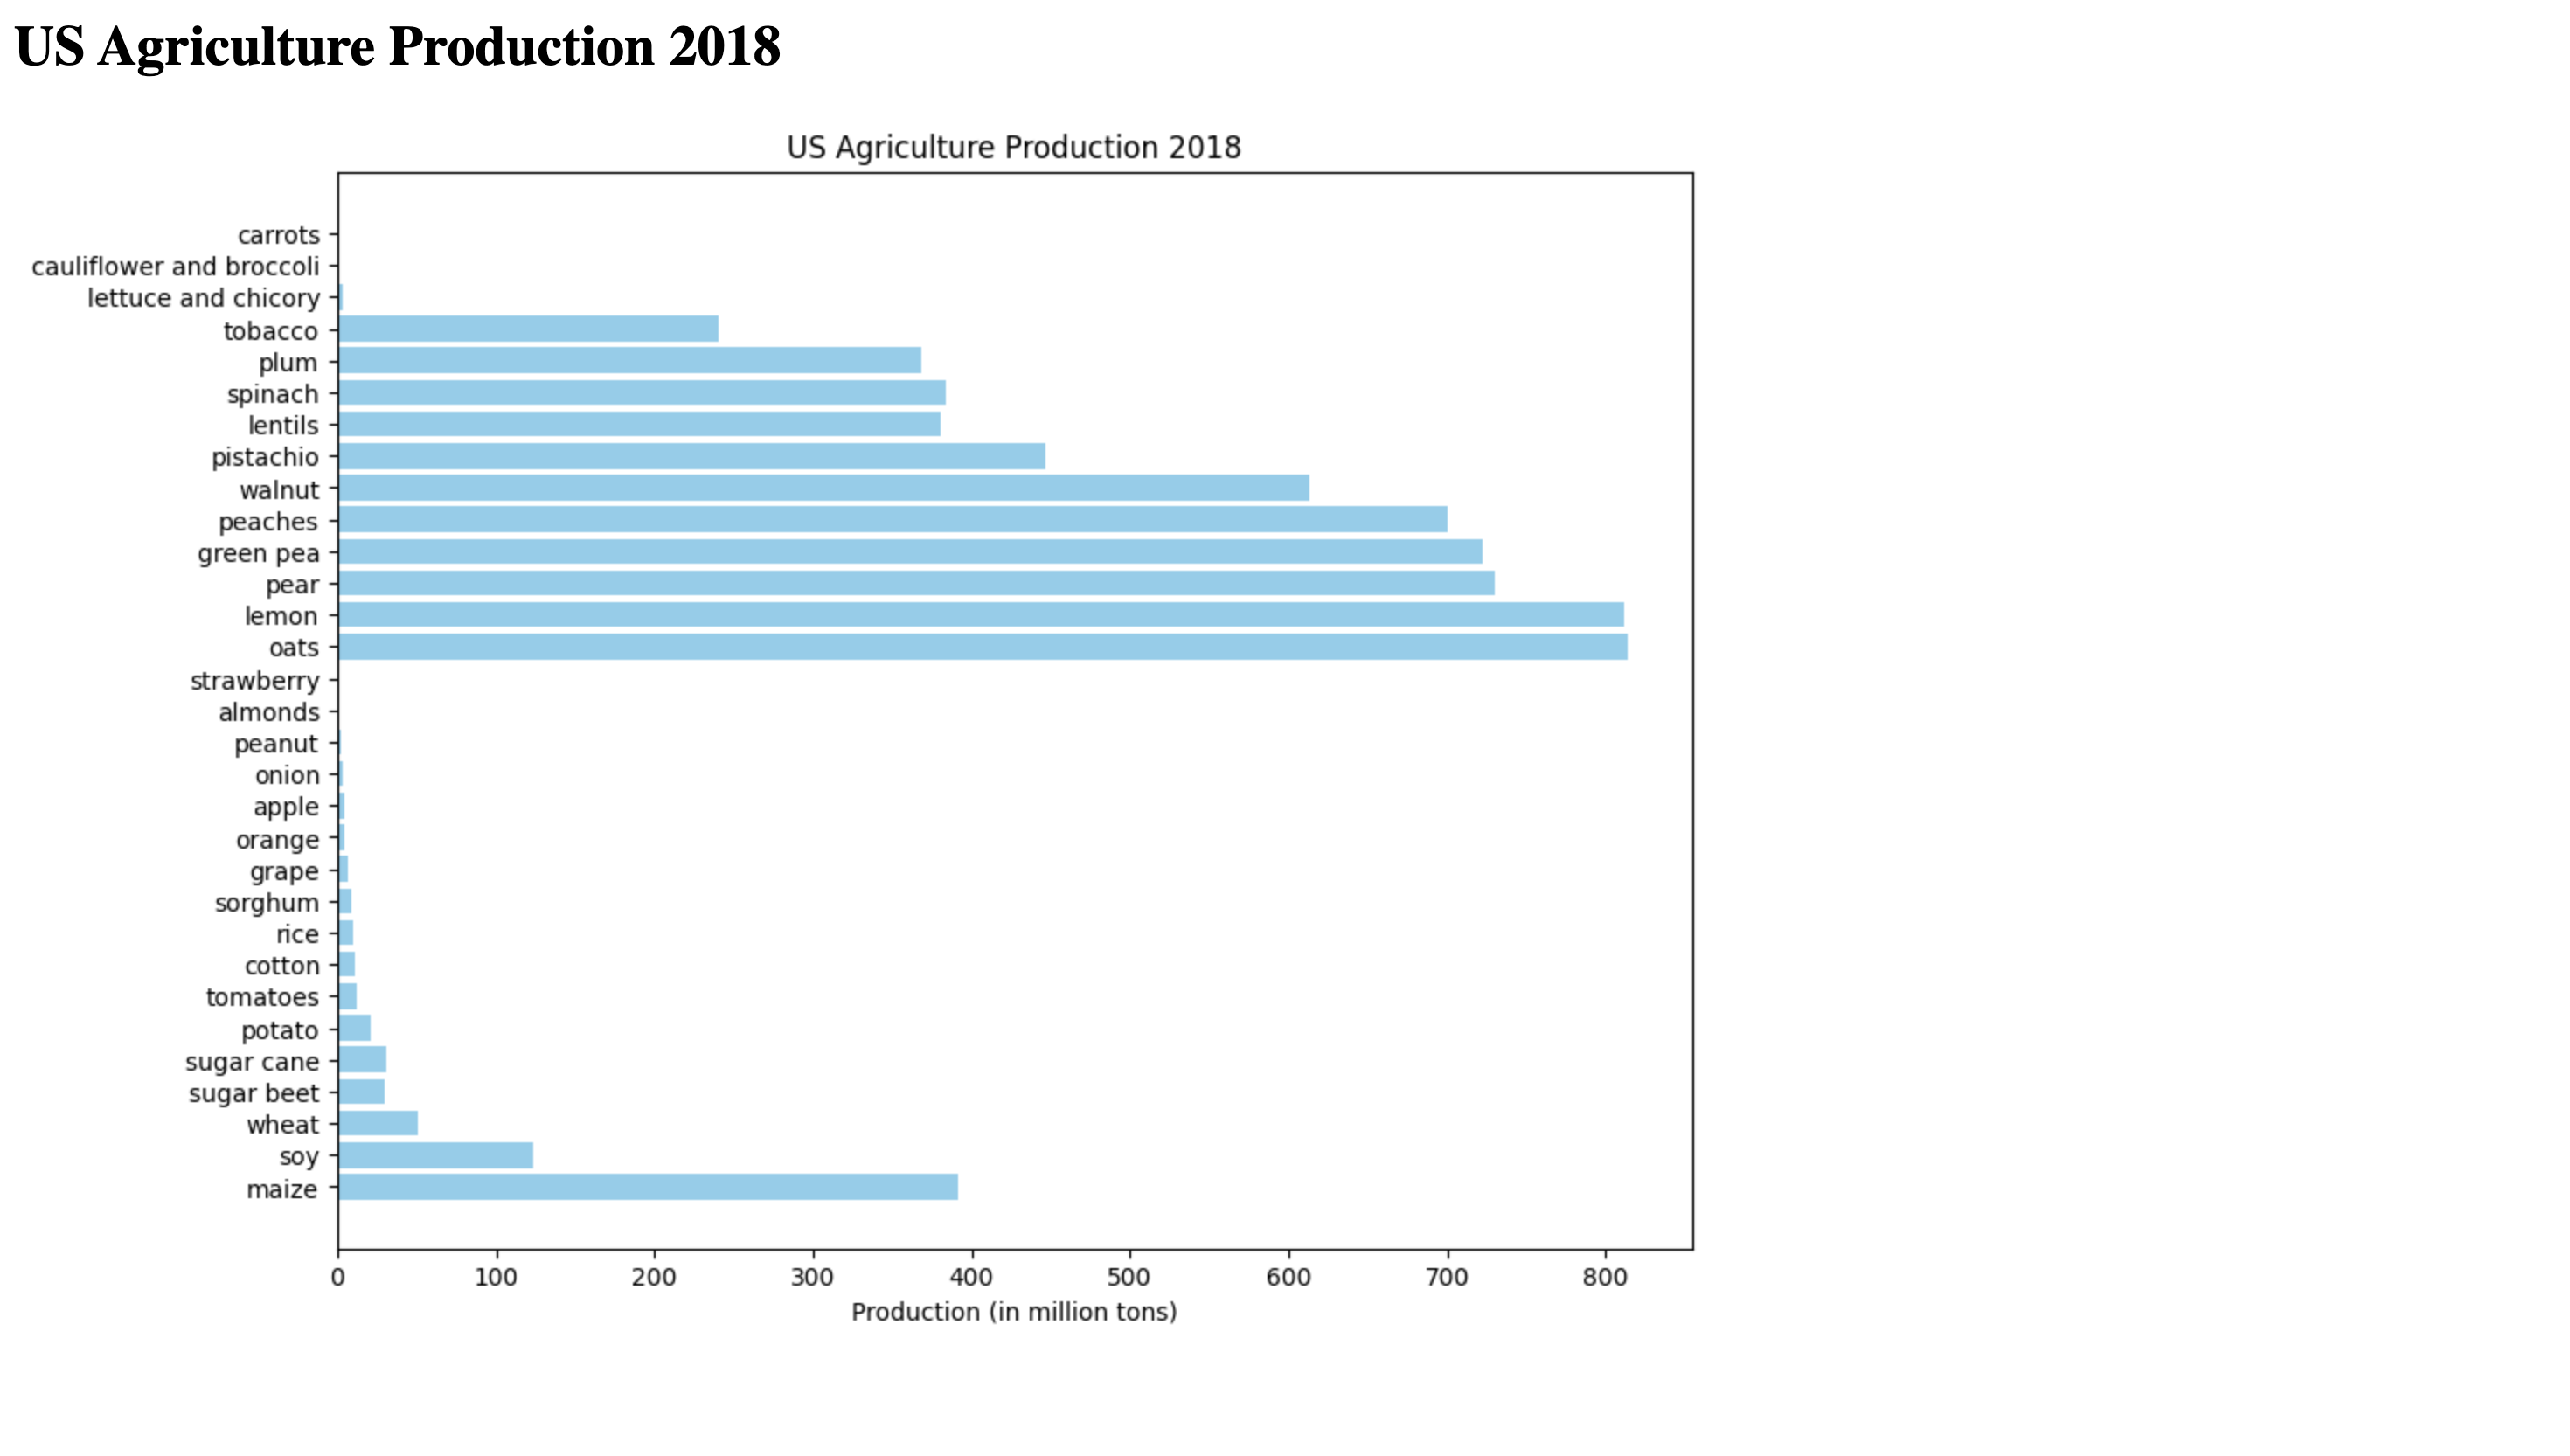 US Agriculture Production 2018
US Agriculture Production 2018
carrots
cauliflower and broccoli
lettuce and chicory
tobacco
plum
spinach
lentils
pistachio
walnut
peaches
green pea
pear
lemon
oats
strawberry
almonds
peanut
onion
apple
orange
grape
sorghum
rice
cotton
tomatoes
potato
sugar cane
sugar beet
wheat
soy
maize
0 100 200 300 400 500 600 700 800
Production (in million tons)